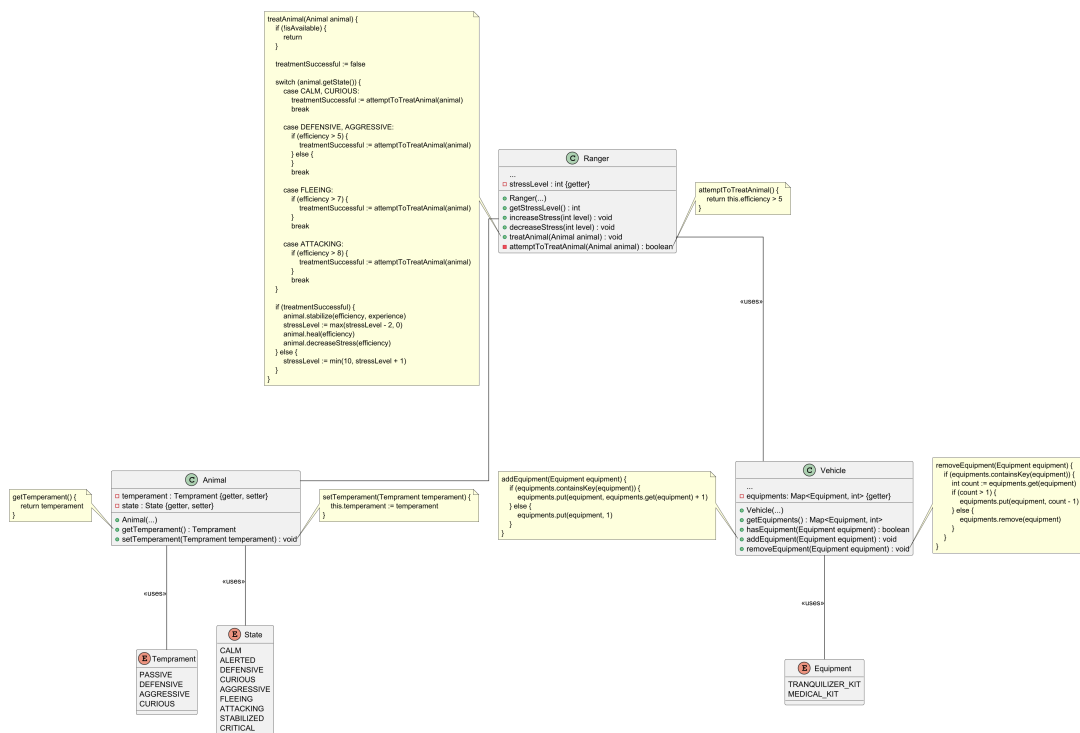 treatAnimal(Animal animal) {
if (!isAvailable) {
return
}
treatmentSuccessful := false
switch (animal.getState()) {
case CALM, CURIOUS:
treatmentSuccessful := attemptToTreatAnimal(animal)
break
case DEFENSIVE, AGGRESSIVE:
if (efficiency > 5) {
treatmentSuccessful := attemptToTreatAnimal(animal)
} else {
}
break
case FLEEING:
if (efficiency > 7) {
treatmentSuccessful := attemptToTreatAnimal(animal)
}
break
case ATTACKING:
if (efficiency > 8) {
treatmentSuccessful := attemptToTreatAnimal(animal)
}
break
}
if (treatmentSuccessful) {
animal.stabilize(efficiency, experience)
stressLevel := max(stressLevel - 2, 0)
animal.heal(efficiency)
animal.decreaseStress(efficiency)
} else {
stressLevel := min(10, stressLevel + 1)
}
}
C Ranger
...
stressLevel : int {getter}
Ranger(...)
getStressLevel() : int
increaseStress(int level) : void
decreaseStress(int level) : void
treatAnimal(Animal animal) : void
attemptToTreatAnimal(Animal animal) : boolean
attemptToTreatAnimal() {
return this.efficiency > 5
}
«uses»
getTemperament() {
return temperament
}
C Animal
temperament : Temprament {getter, setter}
state : State {getter, setter}
Animal(...)
getTemperament() : Temprament
setTemperament(Temprament temperament) : void
setTemperament(Temprament temperament) {
this.temperament := temperament
}
addEquipment(Equipment equipment) {
if (equipments.containsKey(equipment)) {
equipments.put(equipment, equipments.get(equipment) + 1)
} else {
equipments.put(equipment, 1)
}
}
C Vehicle
...
equipments: Map<Equipment, int> {getter}
Vehicle(...)
getEquipments() : Map<Equipment, int>
hasEquipment(Equipment equipment) : boolean
addEquipment(Equipment equipment) : void
removeEquipment(Equipment equipment) : void
removeEquipment(Equipment equipment) {
if (equipments.containsKey(equipment)) {
int count := equipments.get(equipment)
if (count > 1) {
equipments.put(equipment, count - 1)
} else {
equipments.remove(equipment)
}
}
}
«uses»
«uses»
«uses»
E Temprament
PASSIVE
DEFENSIVE
AGGRESSIVE
CURIOUS
E State
CALM
ALERTED
DEFENSIVE
CURIOUS
AGGRESSIVE
FLEEING
ATTACKING
STABILIZED
CRITICAL
E Equipment
TRANQUILIZER_KIT
MEDICAL_KIT